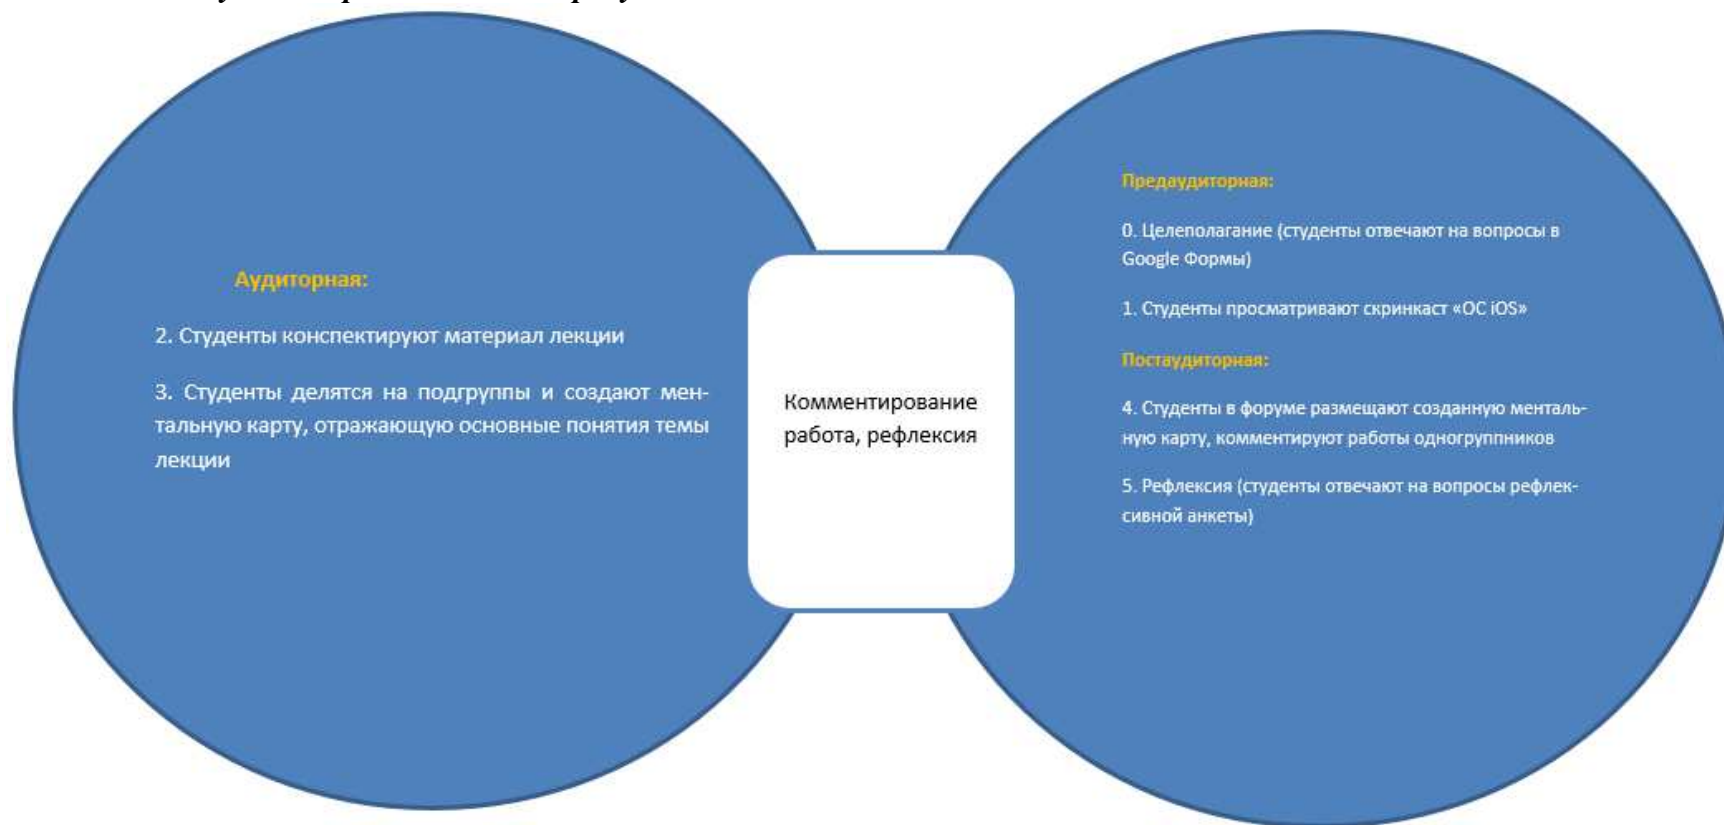 Аудиторная:
2. Студенты конспектируют материал лекции
3. Студенты делятся на подгруппы и создают мен-
тальную карту, отражающую основные понятия темы
лекции
Комментирование
работа, рефлексия
Предаудиторная:
0. Целеполагание (студенты отвечают на вопросы в
Google Формы)
1. Студенты просматривают скринкаст «ОС iOS»
Постаудиторная:
4. Студенты в форуме размещают созданную менталь-
ную карту, комментируют работы одногруппников
5. Рефлексия (студенты отвечают на вопросы рефлек-
сивной анкеты)